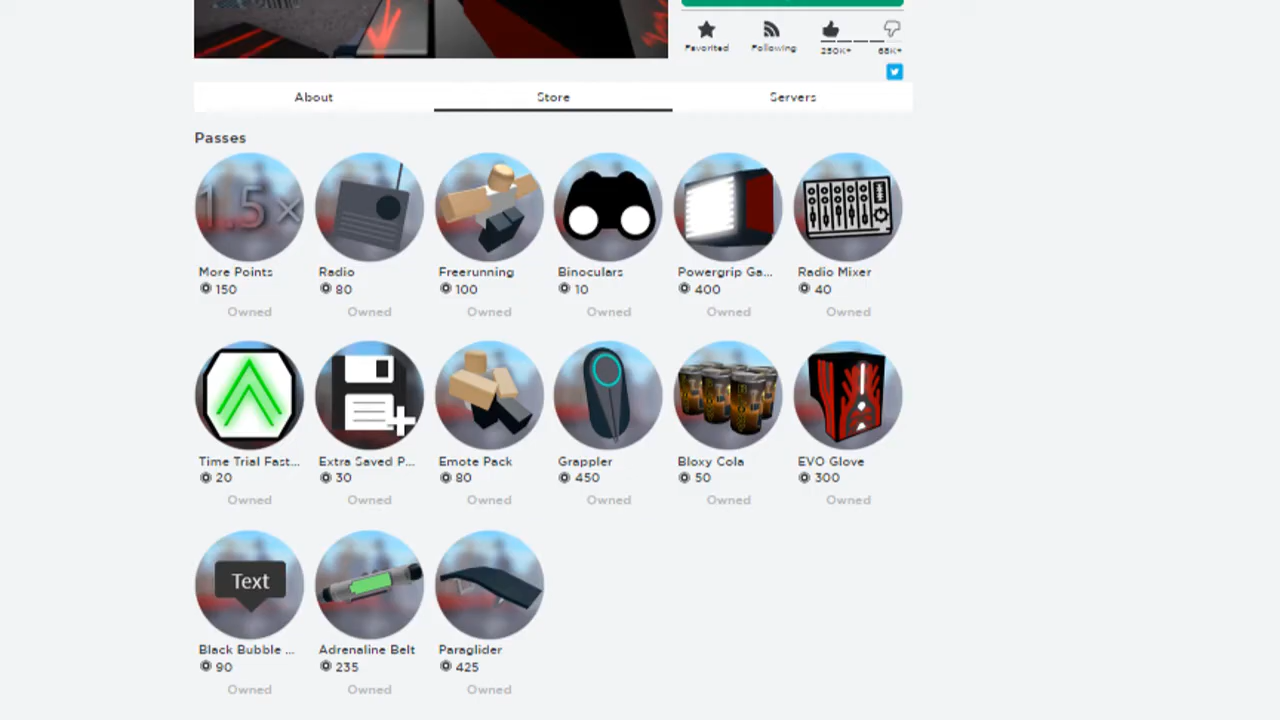 Favorited Following 250K+ 68K+
About Store Servers
Passes
1.5×
More Points Radio Freerunning Binoculars Powergrip Ga... Radio Mixer
150 80 100 10 400 40
Owned Owned Owned Owned Owned Owned
Time Trial Fast... Extra Saved P... Emote Pack Grappler Bloxy Cola EVO Glove
20 30 80 450 50 300
Owned Owned Owned Owned Owned Owned
Text
Black Bubble ... Adrenaline Belt Paraglider
90 235 425
Owned Owned Owned